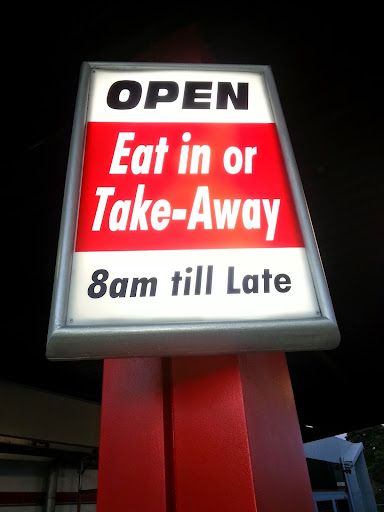 OPEN
Eat in or
Take-Away
8am till Late